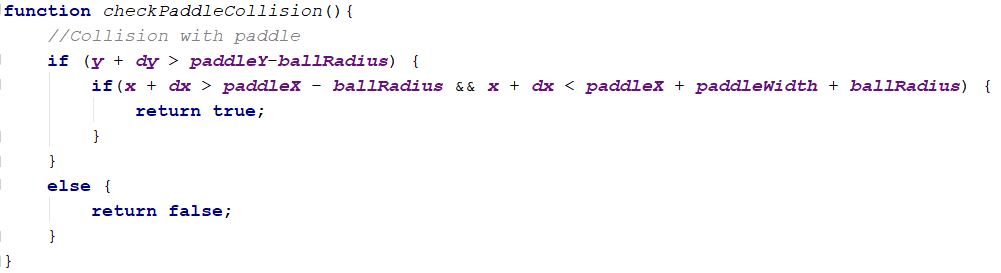 function checkPaddleCollision(){
    //Collision with paddle
    if (y + dy > paddleY-ballRadius) {
        if(x + dx > paddleX - ballRadius && x + dx < paddleX + paddleWidth + ballRadius) {
            return true;
        }
    }
    else {
        return false;
    }
}